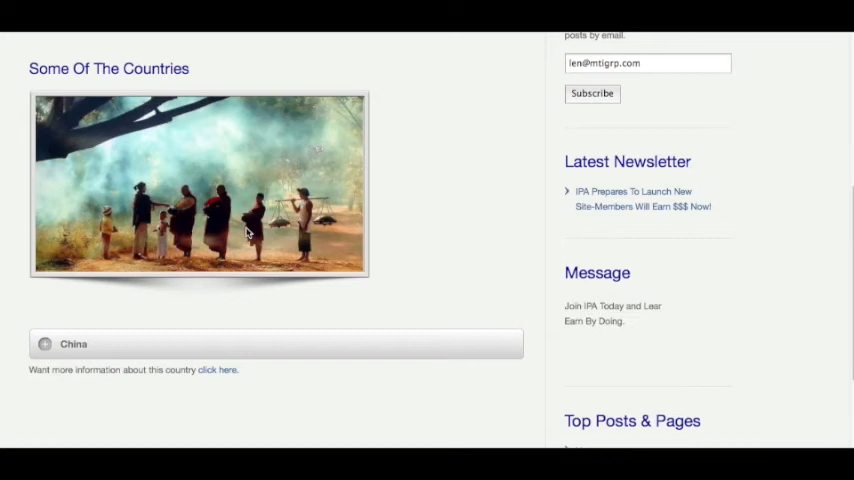 posts by email.
Some Of The Countries
len@mtigrp.com
Subscribe
Latest Newsletter
IPA Prepares To Launch New
Site-Members Will Earn $$$ Now!
Message
Join IPA Today and Lear
Earn By Doing.
China
Want more information about this country click here.
Top Posts & Pages